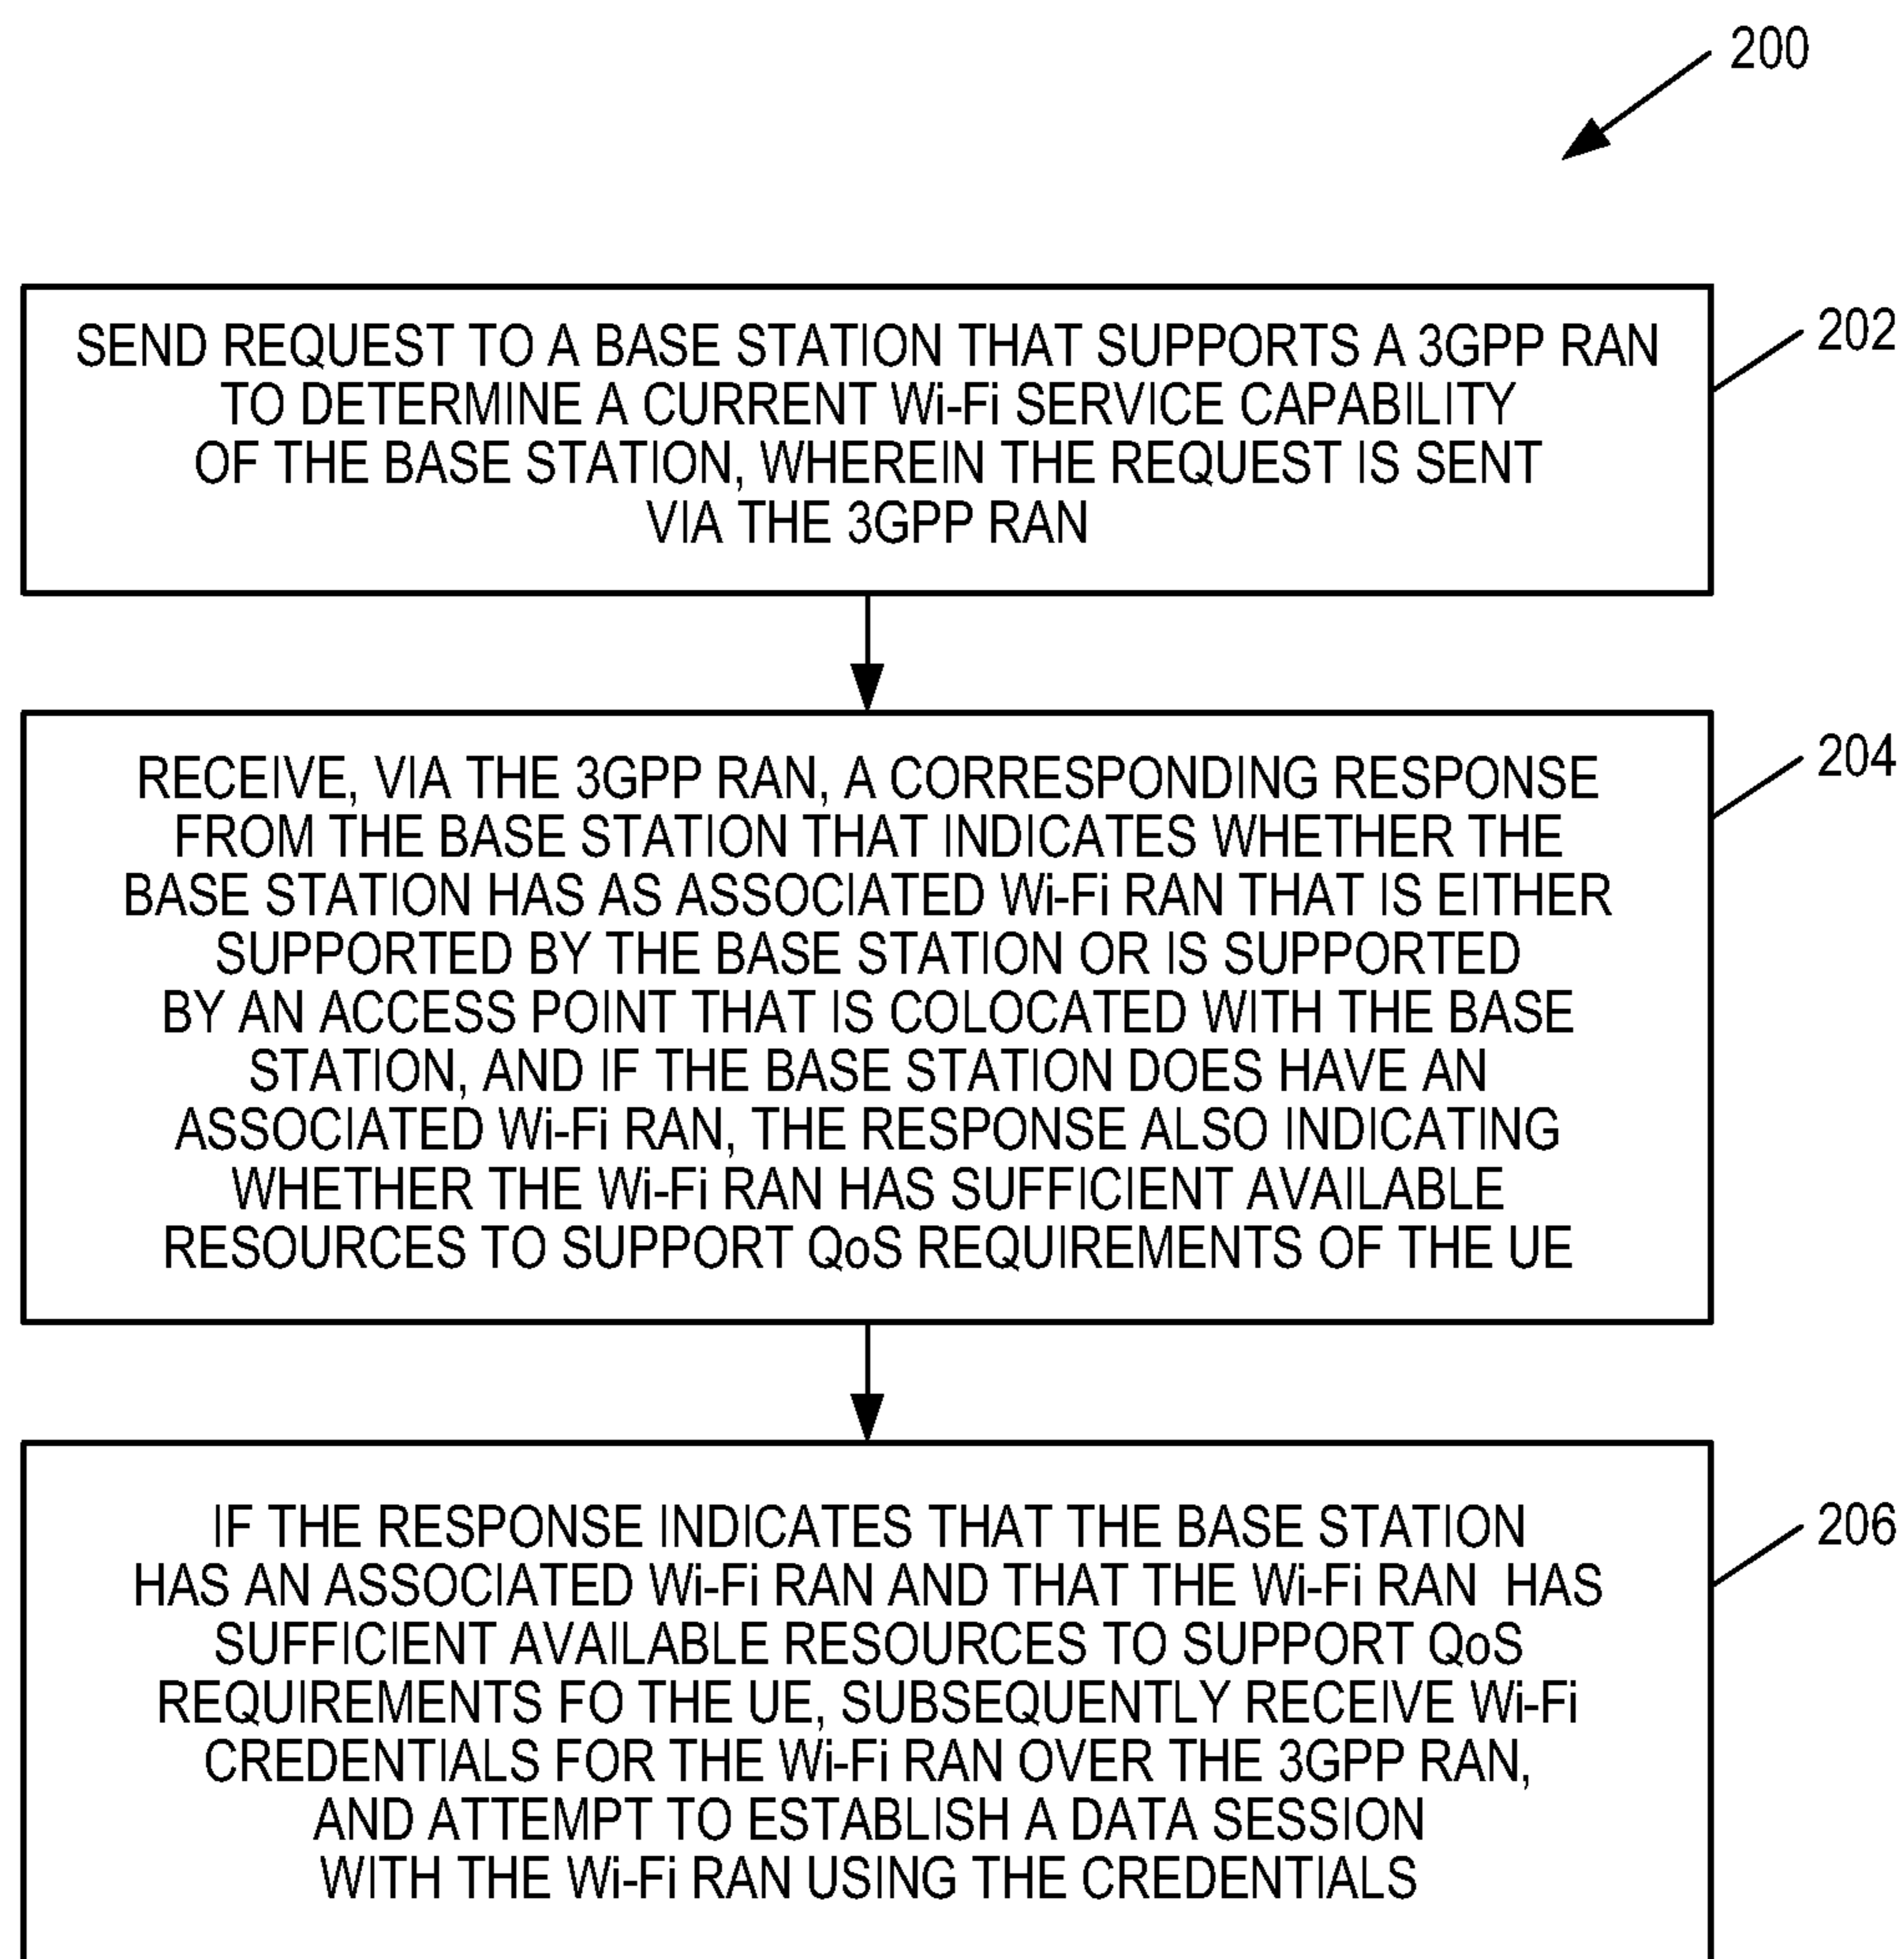 200
SEND REQUEST TO A BASE STATION THAT SUPPORTS A 3GPP RAN
TO DETERMINE A CURRENT Wi-Fi SERVICE CAPABILITY
OF THE BASE STATION, WHEREIN THE REQUEST IS SENT
VIA THE 3GPP RAN
202
RECEIVE, VIA THE 3GPP RAN, A CORRESPONDING RESPONSE
FROM THE BASE STATION THAT INDICATES WHETHER THE
BASE STATION HAS AS ASSOCIATED Wi-Fi RAN THAT IS EITHER
SUPPORTED BY THE BASE STATION OR IS SUPPORTED
BY AN ACCESS POINT THAT IS COLOCATED WITH THE BASE
STATION, AND IF THE BASE STATION DOES HAVE AN
ASSOCIATED Wi-Fi RAN, THE RESPONSE ALSO INDICATING
WHETHER THE Wi-Fi RAN HAS SUFFICIENT AVAILABLE
RESOURCES TO SUPPORT QoS REQUIREMENTS OF THE UE
204
IF THE RESPONSE INDICATES THAT THE BASE STATION
HAS AN ASSOCIATED Wi-Fi RAN AND THAT THE Wi-Fi RAN HAS
SUFFICIENT AVAILABLE RESOURCES TO SUPPORT QoS
REQUIREMENTS FO THE UE, SUBSEQUENTLY RECEIVE Wi-Fi
CREDENTIALS FOR THE Wi-Fi RAN OVER THE 3GPP RAN,
AND ATTEMPT TO ESTABLISH A DATA SESSION
WITH THE Wi-Fi RAN USING THE CREDENTIALS
206